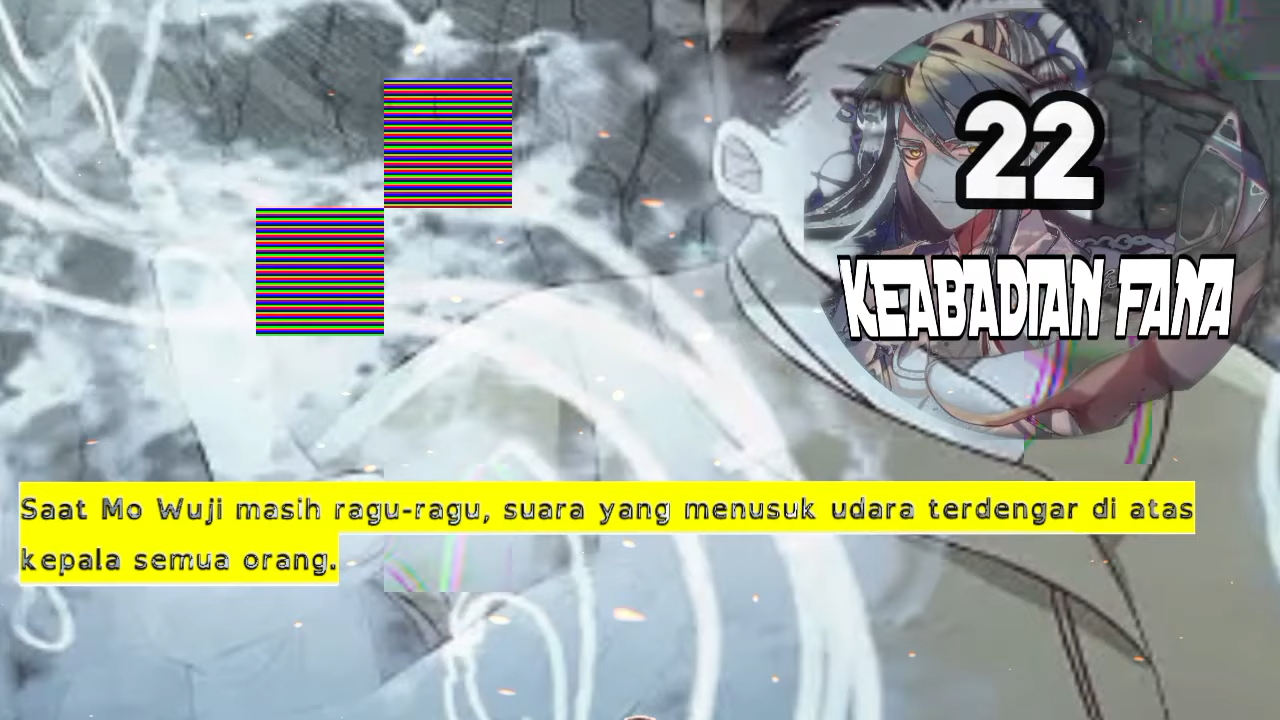 22
KEABADIAN FANA
Saat Mo Wuji masih ragu-ragu, suara yang menusuk udara terdengar di atas
kepala semua orang.